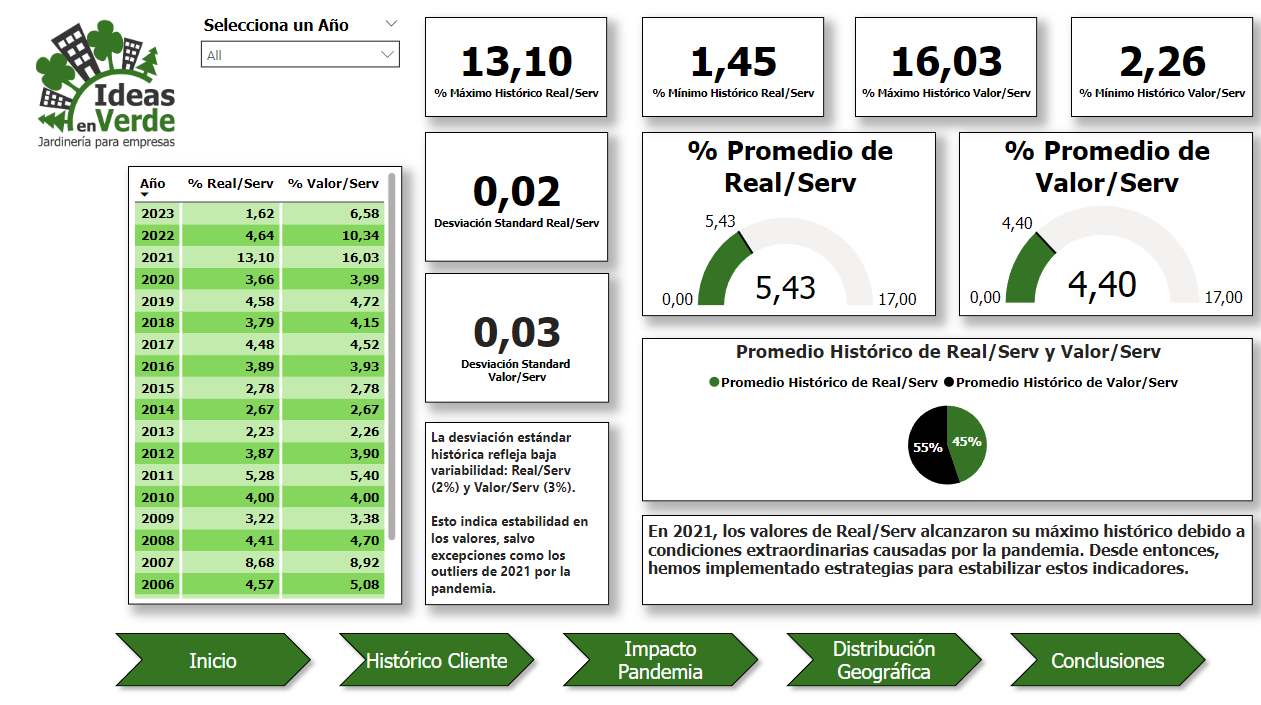 Ideas
enVerde
Jardinería para empresas
Selecciona un Año
All
13,10
% Máximo Histórico Real/Serv
1,45
% Mínimo Histórico Real/Serv
16,03
% Máximo Histórico Valor/Serv
2,26
% Mínimo Histórico Valor/Serv
Año % Real/Serv % Valor/Serv
2023 1,62 6,58
2022 4,64 10,34
2021 13,10 16,03
2020 3,66 3,99
2019 4,58 4,72
2018 3,79 4,15
2017 4,48 4,52
2016 3,89 3,93
2015 2,78 2,78
2014 2,67 2,67
2013 2,23 2,26
2012 3,87 3,90
2011 5,28 5,40
2010 4,00 4,00
2009 3,22 3,38
2008 4,41 4,70
2007 8,68 8,92
2006 4,57 5,08
0,02
Desviación Standard Real/Serv
0,03
Desviación Standard
Valor/Serv
La desviación estándar
histórica refleja baja
variabilidad: Real/Serv
(2%) y Valor/Serv (3%).
Esto indica estabilidad en
los valores, salvo
excepciones como los
outliers de 2021 por la
pandemia.
% Promedio de
Real/Serv
5,43
0,00 5,43 17,00
% Promedio de
Valor/Serv
4,40
0,00 4,40 17,00
Promedio Histórico de Real/Serv y Valor/Serv
Promedio Histórico de Real/Serv Promedio Histórico de Valor/Serv
55% 45%
En 2021, los valores de Real/Serv alcanzaron su máximo histórico debido a
condiciones extraordinarias causadas por la pandemia. Desde entonces,
hemos implementado estrategias para estabilizar estos indicadores.
Inicio
Histórico Cliente
Impacto
Pandemia
Distribución
Geográfica
Conclusiones